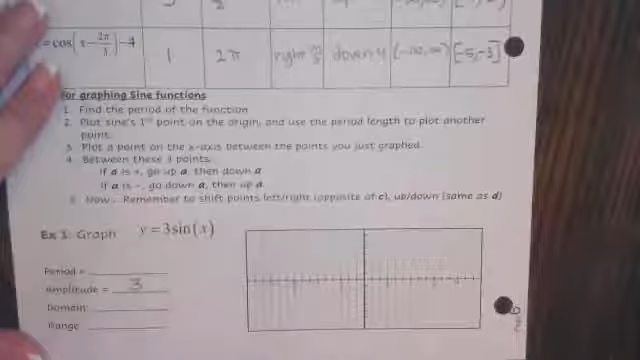 = cos(x - 2π/3) - 4 1 2π right 2π/3 down 4 (-∞, ∞) [-5, -3]
for graphing Sine functions
1. Find the period of the function
2. Plot sine's 1st point on the origin, and use the period length to plot another
point.
3. Plot a point on the x-axis between the points you just graphed.
4. Between these 3 points.
If a is +, go up a, then down a
If a is -, go down a, then up a.
Now... Remember to shift points left/right (opposite of c), up/down (same as d)
Ex 1: Graph y = 3sin(x)
Period =
Amplitude = 3
Domain:
Range